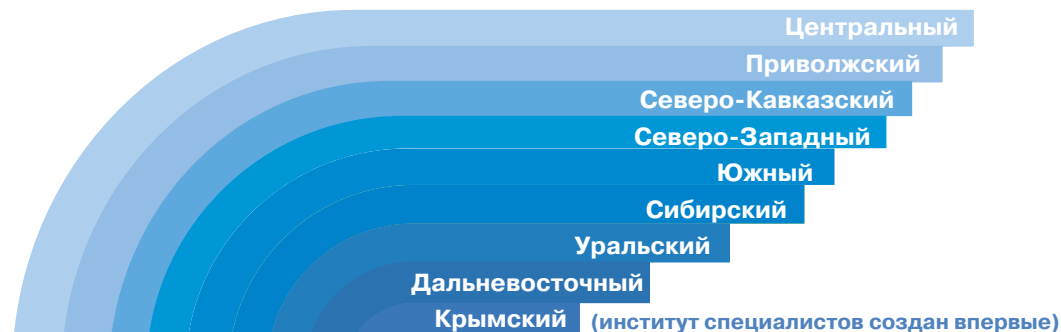 Центральный
Приволжский
Северо-Кавказский
Северо-Западный
Южный
Сибирский
Уральский
Дальневосточный
Крымский (институт специалистов создан впервые)